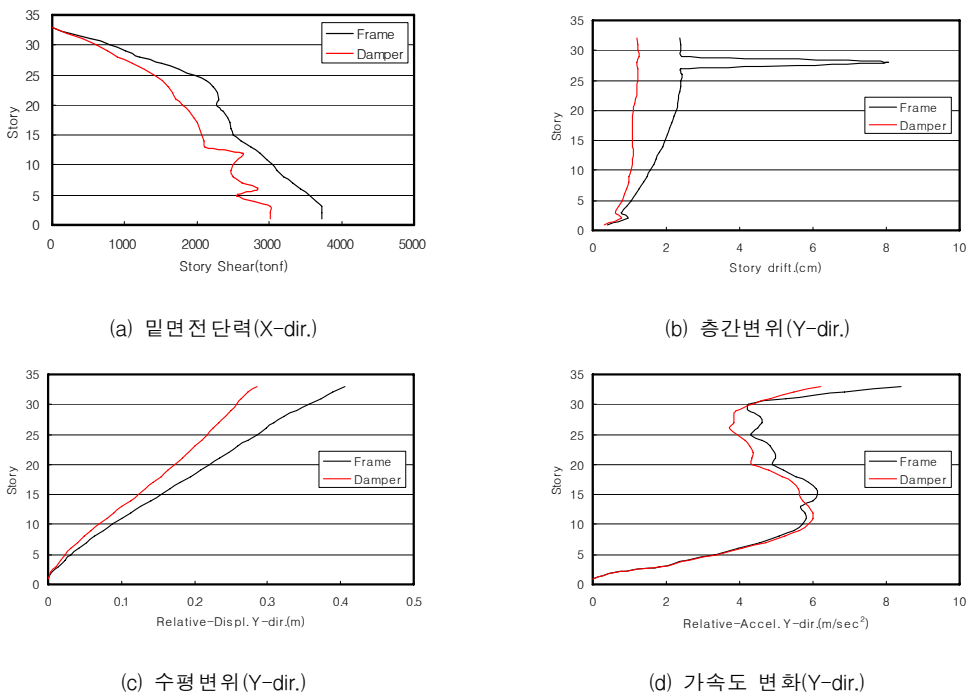 35
30
25
20
15
10
5
0
Story
Frame
Damper
0 1000 2000 3000 4000 5000
Story Shear(tonf)
(a) 밑면전단력(X-dir.)
35
30
25
20
15
10
5
0
Story
Frame
Damper
0 2 4 6 8 10
Story drift.(cm)
(b) 층간변위(Y-dir.)
35
30
25
20
15
10
5
0
Story
Frame
Damper
0 0.1 0.2 0.3 0.4 0.5
Relative-Displ.Y-dir.(m)
(c) 수평변위(Y-dir.)
35
30
25
20
15
10
5
0
Story
Frame
Damper
0 2 4 6 8 10
Relative-Accel.Y-dir.(m/sec²)
(d) 가속도 변화(Y-dir.)